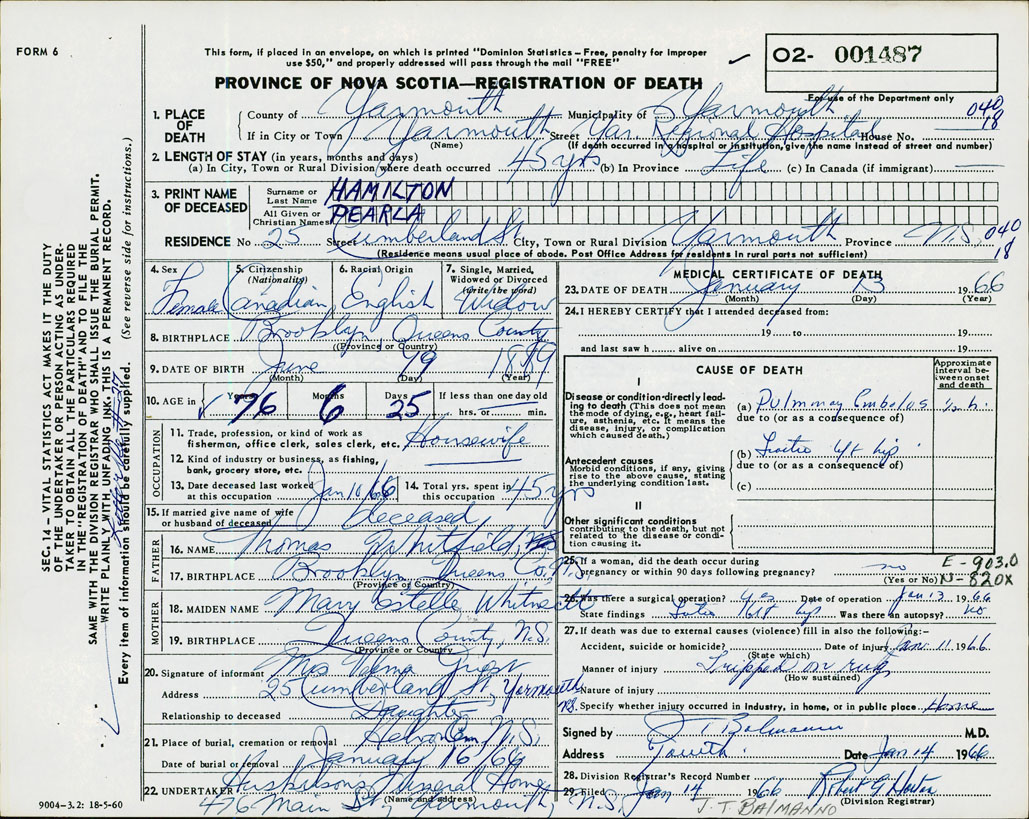 FORM 6
This form, if placed in an envelope, on which is printed "Dominion Statistics – Free, penalty for improper
use $50," and properly addressed will pass through the mail "FREE"
PROVINCE OF NOVA SCOTIA—REGISTRATION OF DEATH
O2- 001487
For use of the Department only
1. PLACE OF DEATH County of Yarmouth Municipality of Yarmouth 040
If in City or Town Yarmouth Street Yar Regional Hospital House No. 18
(Name) (If death occurred in a hospital or institution, give the name instead of street and number)
2. LENGTH OF STAY (in years, months and days)
(a) In City, Town or Rural Division where death occurred 45 yrs (b) In Province Life (c) In Canada (if immigrant)
3. PRINT NAME OF DECEASED
Surname or Last Name HAMILTON
All Given or Christian Names PEARLA
RESIDENCE No. 25 Street Cumberland St. City, Town or Rural Division Yarmouth Province N.S. 040
(Residence means usual place of abode. Post Office Address for residents in rural parts not sufficient) 18
4. Sex Female
5. Citizenship (Nationality) Canadian
6. Racial Origin English
7. Single, Married, Widowed or Divorced (Write the word) Widow
8. BIRTHPLACE Brooklyn, Queens County
(Province or Country)
9. DATE OF BIRTH June 19 1889
(Month) (Day) (Year)
10. AGE in Years 76 Months 6 Days 25 If less than one day old
hrs. or min.
OCCUPATION
11. Trade, profession, or kind of work as
fisherman, office clerk, sales clerk, etc. Housewife
12. Kind of industry or business, as fishing,
bank, grocery store, etc.
13. Date deceased last worked at this occupation Jan 10/66
14. Total yrs. spent in this occupation 45 yrs
15. If married give name of wife
or husband of deceased deceased
FATHER
16. NAME Thomas Whitfield
17. BIRTHPLACE Brooklyn, Queens Co, N.S.
(Province or Country)
MOTHER
18. MAIDEN NAME Mary Estelle
19. BIRTHPLACE Queens County, N.S.
(Province or Country)
20. Signature of informant Mrs Velma
Address 25 Cumberland St, Yarmouth N.S.
Relationship to deceased Daughter
21. Place of burial, cremation or removal N.S.
Date of burial or removal January 16/66
22. UNDERTAKER Huskilson's Funeral Home
(Name and address)
476 Main St, Yarmouth, N.S.
9004-3.2: 18-5-60
MEDICAL CERTIFICATE OF DEATH
23. DATE OF DEATH January 13 1966
(Month) (Day) (Year)
24. I HEREBY CERTIFY that I attended deceased from:
19 to 19
and last saw h alive on 19
CAUSE OF DEATH
Approximate interval between onset and death
I
Disease or condition-directly leading to death (This does not mean the mode of dying, e.g., heart failure, asthenia, etc. It means the disease, injury, or complication which caused death.)
(a) Pulmonary Embolus ½ h.
due to (or as a consequence of)
Antecedent causes
Morbid conditions, if any, giving rise to the above cause, stating the underlying condition last.
(b) left hip
due to (or as a consequence of)
(c)
II
Other significant conditions
contributing to the death, but not related to the disease or condition causing it.
25. If a woman, did the death occur during
pregnancy or within 90 days following pregnancy? no
(Yes or No)
E-903.0
N-820X
26. Was there a surgical operation? yes Date of operation Jan 13 1966
State findings left hip Was there an autopsy? no
27. If death was due to external causes (violence) fill in also the following:–
Accident, suicide or homicide? Date of injury Jan. 11 1966
(State which)
Manner of injury Tripped on rug
(How sustained)
Nature of injury
Specify whether injury occurred in Industry, in home, or in public place Home
Signed by J T Balmanno M.D.
Address Date Jan 14 1966
28. Division Registrar's Record Number
29. Filed Jan 14 1966 Robert G
(Division Registrar)
J.T. BALMANNO
SEC. 14 – VITAL STATISTICS ACT MAKES IT THE DUTY
OF THE UNDERTAKER OR PERSON ACTING AS UNDER-
TAKER TO OBTAIN ALL THE PARTICULARS REQUIRED
IN THE "REGISTRATION OF DEATH" AND TO FILE THE
SAME WITH THE DIVISION REGISTRAR WHO SHALL ISSUE THE BURIAL PERMIT.
WRITE PLAINLY WITH UNFADING INK. THIS IS A PERMANENT RECORD.
Every item of information should be carefully supplied. (See reverse side for instructions.)